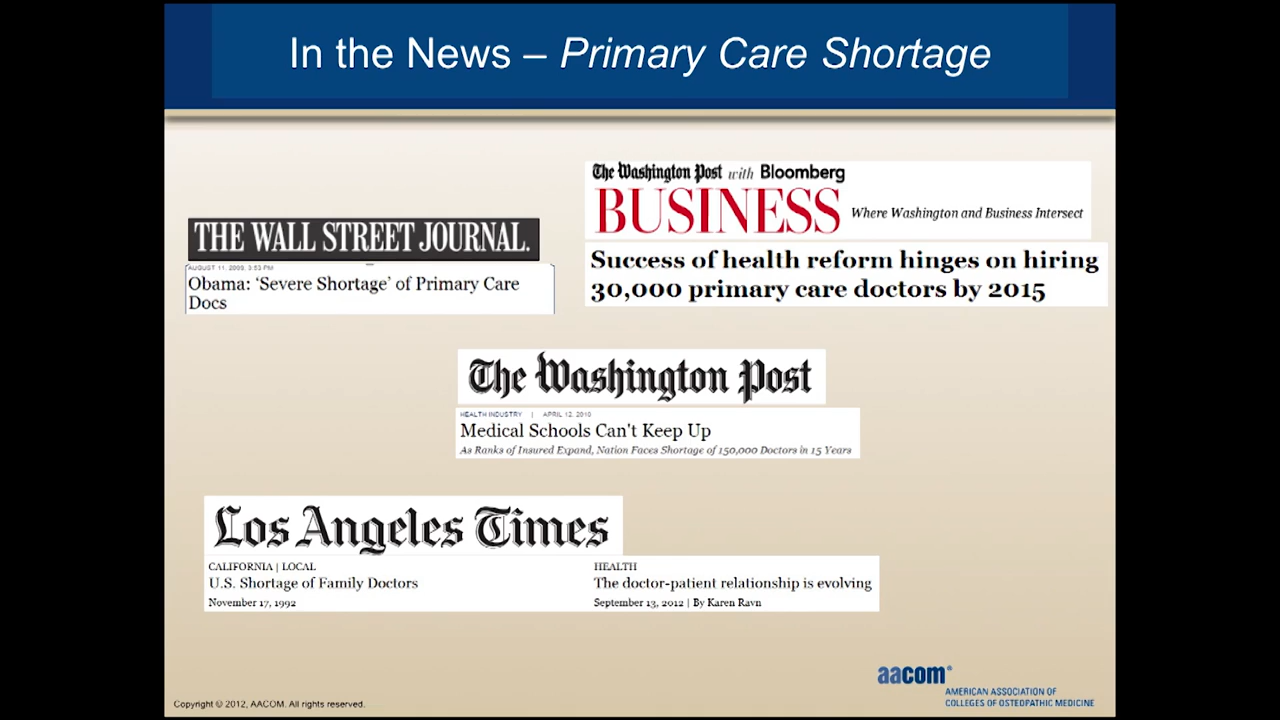 In the News – Primary Care Shortage
THE WALL STREET JOURNAL.
AUGUST 11, 2009, 3:53 PM
Obama: ‘Severe Shortage’ of Primary Care
Docs
The Washington Post with Bloomberg
BUSINESS
Where Washington and Business Intersect
Success of health reform hinges on hiring
30,000 primary care doctors by 2015
The Washington Post
HEALTH INDUSTRY | APRIL 12, 2010
Medical Schools Can't Keep Up
As Ranks of Insured Expand, Nation Faces Shortage of 150,000 Doctors in 15 Years
Los Angeles Times
CALIFORNIA | LOCAL
U.S. Shortage of Family Doctors
November 17, 1992
HEALTH
The doctor-patient relationship is evolving
September 13, 2012 | By Karen Ravn
aacom®
AMERICAN ASSOCIATION OF
COLLEGES OF OSTEOPATHIC MEDICINE
Copyright © 2012, AACOM. All rights reserved.